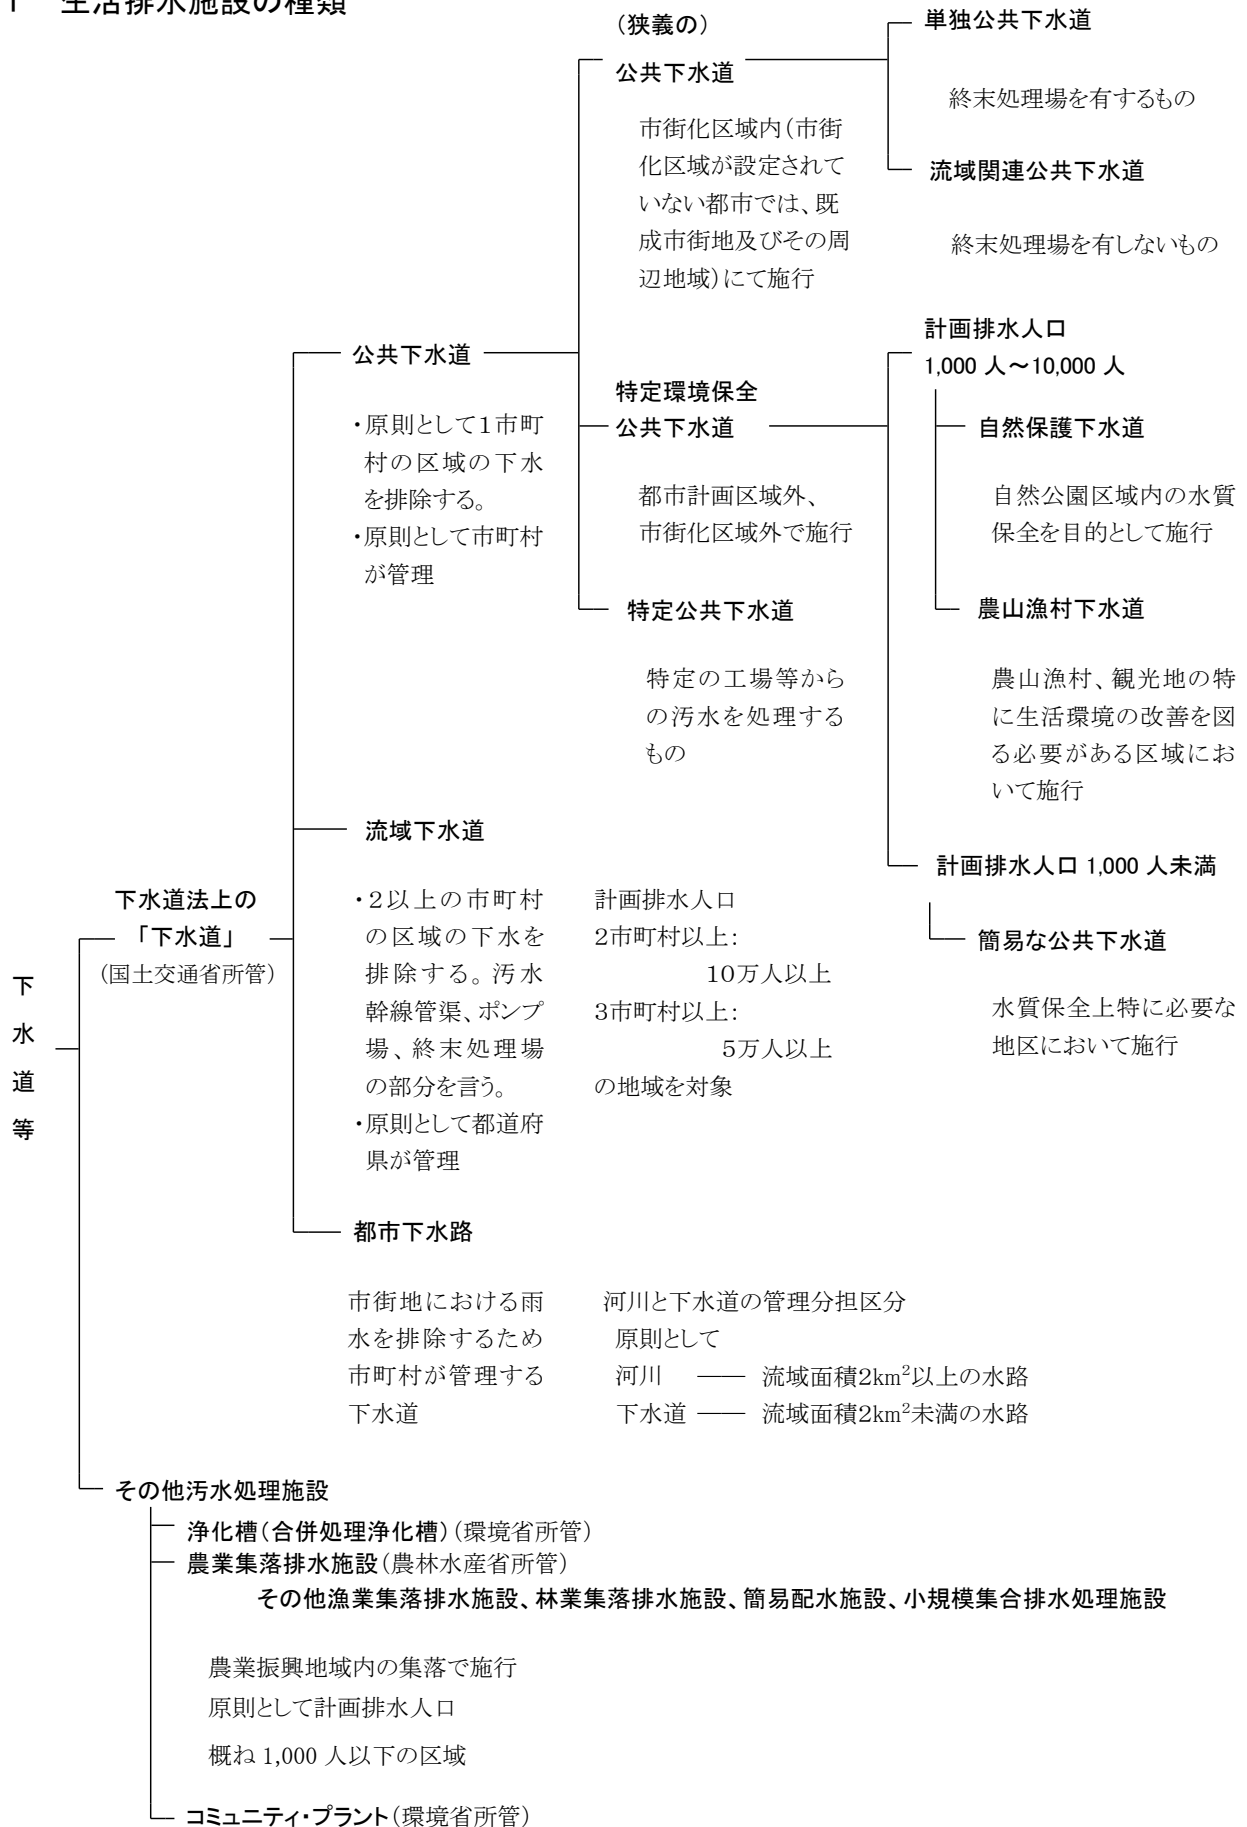 1　生活排水施設の種類
（狭義の）
公共下水道
市街化区域内（市街
化区域が設定されて
いない都市では、既
成市街地及びその周
辺地域）にて施行
単独公共下水道
終末処理場を有するもの
流域関連公共下水道
終末処理場を有しないもの
公共下水道
・原則として１市町
村の区域の下水
を排除する。
・原則として市町村
が管理
特定環境保全
公共下水道
都市計画区域外、
市街化区域外で施行
計画排水人口
1,000 人～10,000 人
自然保護下水道
自然公園区域内の水質
保全を目的として施行
農山漁村下水道
農山漁村、観光地の特
に生活環境の改善を図
る必要がある区域にお
いて施行
計画排水人口 1,000 人未満
簡易な公共下水道
水質保全上特に必要な
地区において施行
特定公共下水道
特定の工場等から
の汚水を処理する
もの
下水道法上の
「下水道」
（国土交通省所管）
下
水
道
等
流域下水道
・２以上の市町村
の区域の下水を
排除する。汚水
幹線管渠、ポンプ
場、終末処理場
の部分を言う。
・原則として都道府
県が管理
計画排水人口
２市町村以上：
１０万人以上
３市町村以上：
５万人以上
の地域を対象
都市下水路
市街地における雨
水を排除するため
市町村が管理する
下水道
河川と下水道の管理分担区分
原則として
河川　――　流域面積２km²以上の水路
下水道　――　流域面積２km²未満の水路
その他汚水処理施設
浄化槽（合併処理浄化槽）（環境省所管）
農業集落排水施設（農林水産省所管）
その他漁業集落排水施設、林業集落排水施設、簡易配水施設、小規模集合排水処理施設
農業振興地域内の集落で施行
原則として計画排水人口
概ね 1,000 人以下の区域
コミュニティ・プラント（環境省所管）